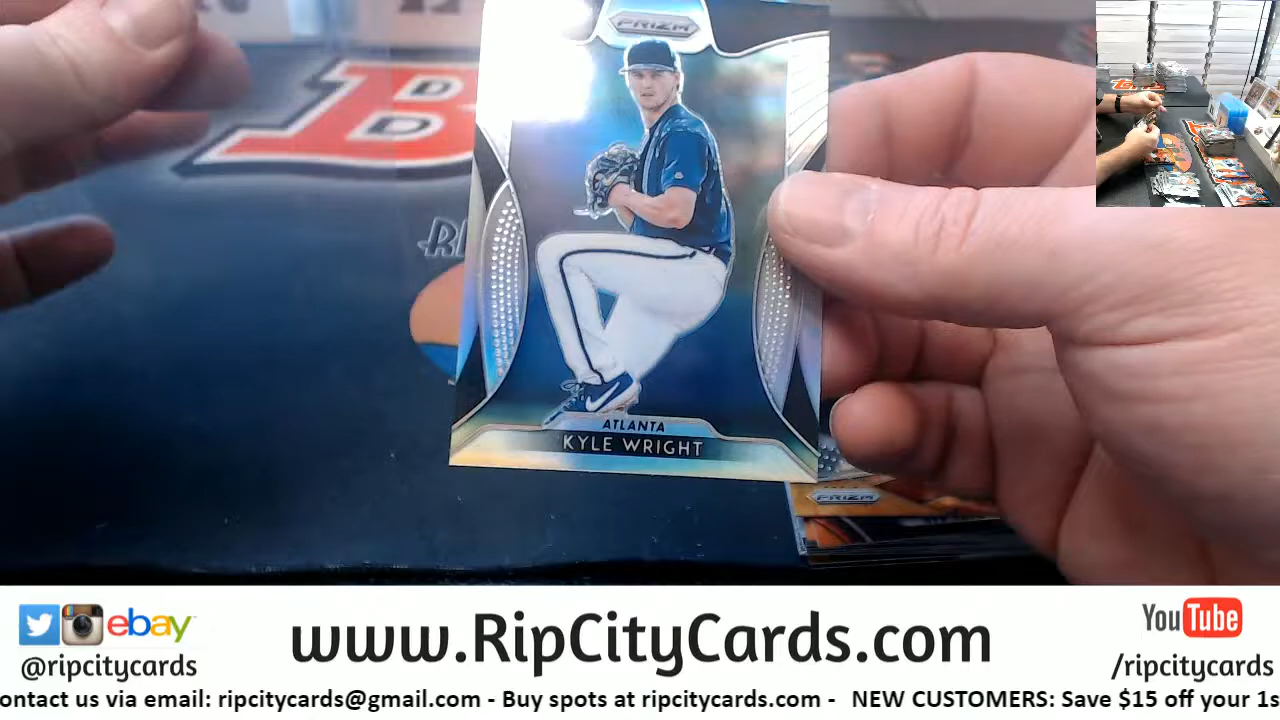 PRIZM
ATLANTA
KYLE WRIGHT
PRIZM
ebay
@ripcitycards
www.RipCityCards.com
YouTube
/ripcitycards
ontact us via email: ripcitycards@gmail.com - Buy spots at ripcitycards.com - NEW CUSTOMERS: Save $15 off your 1s